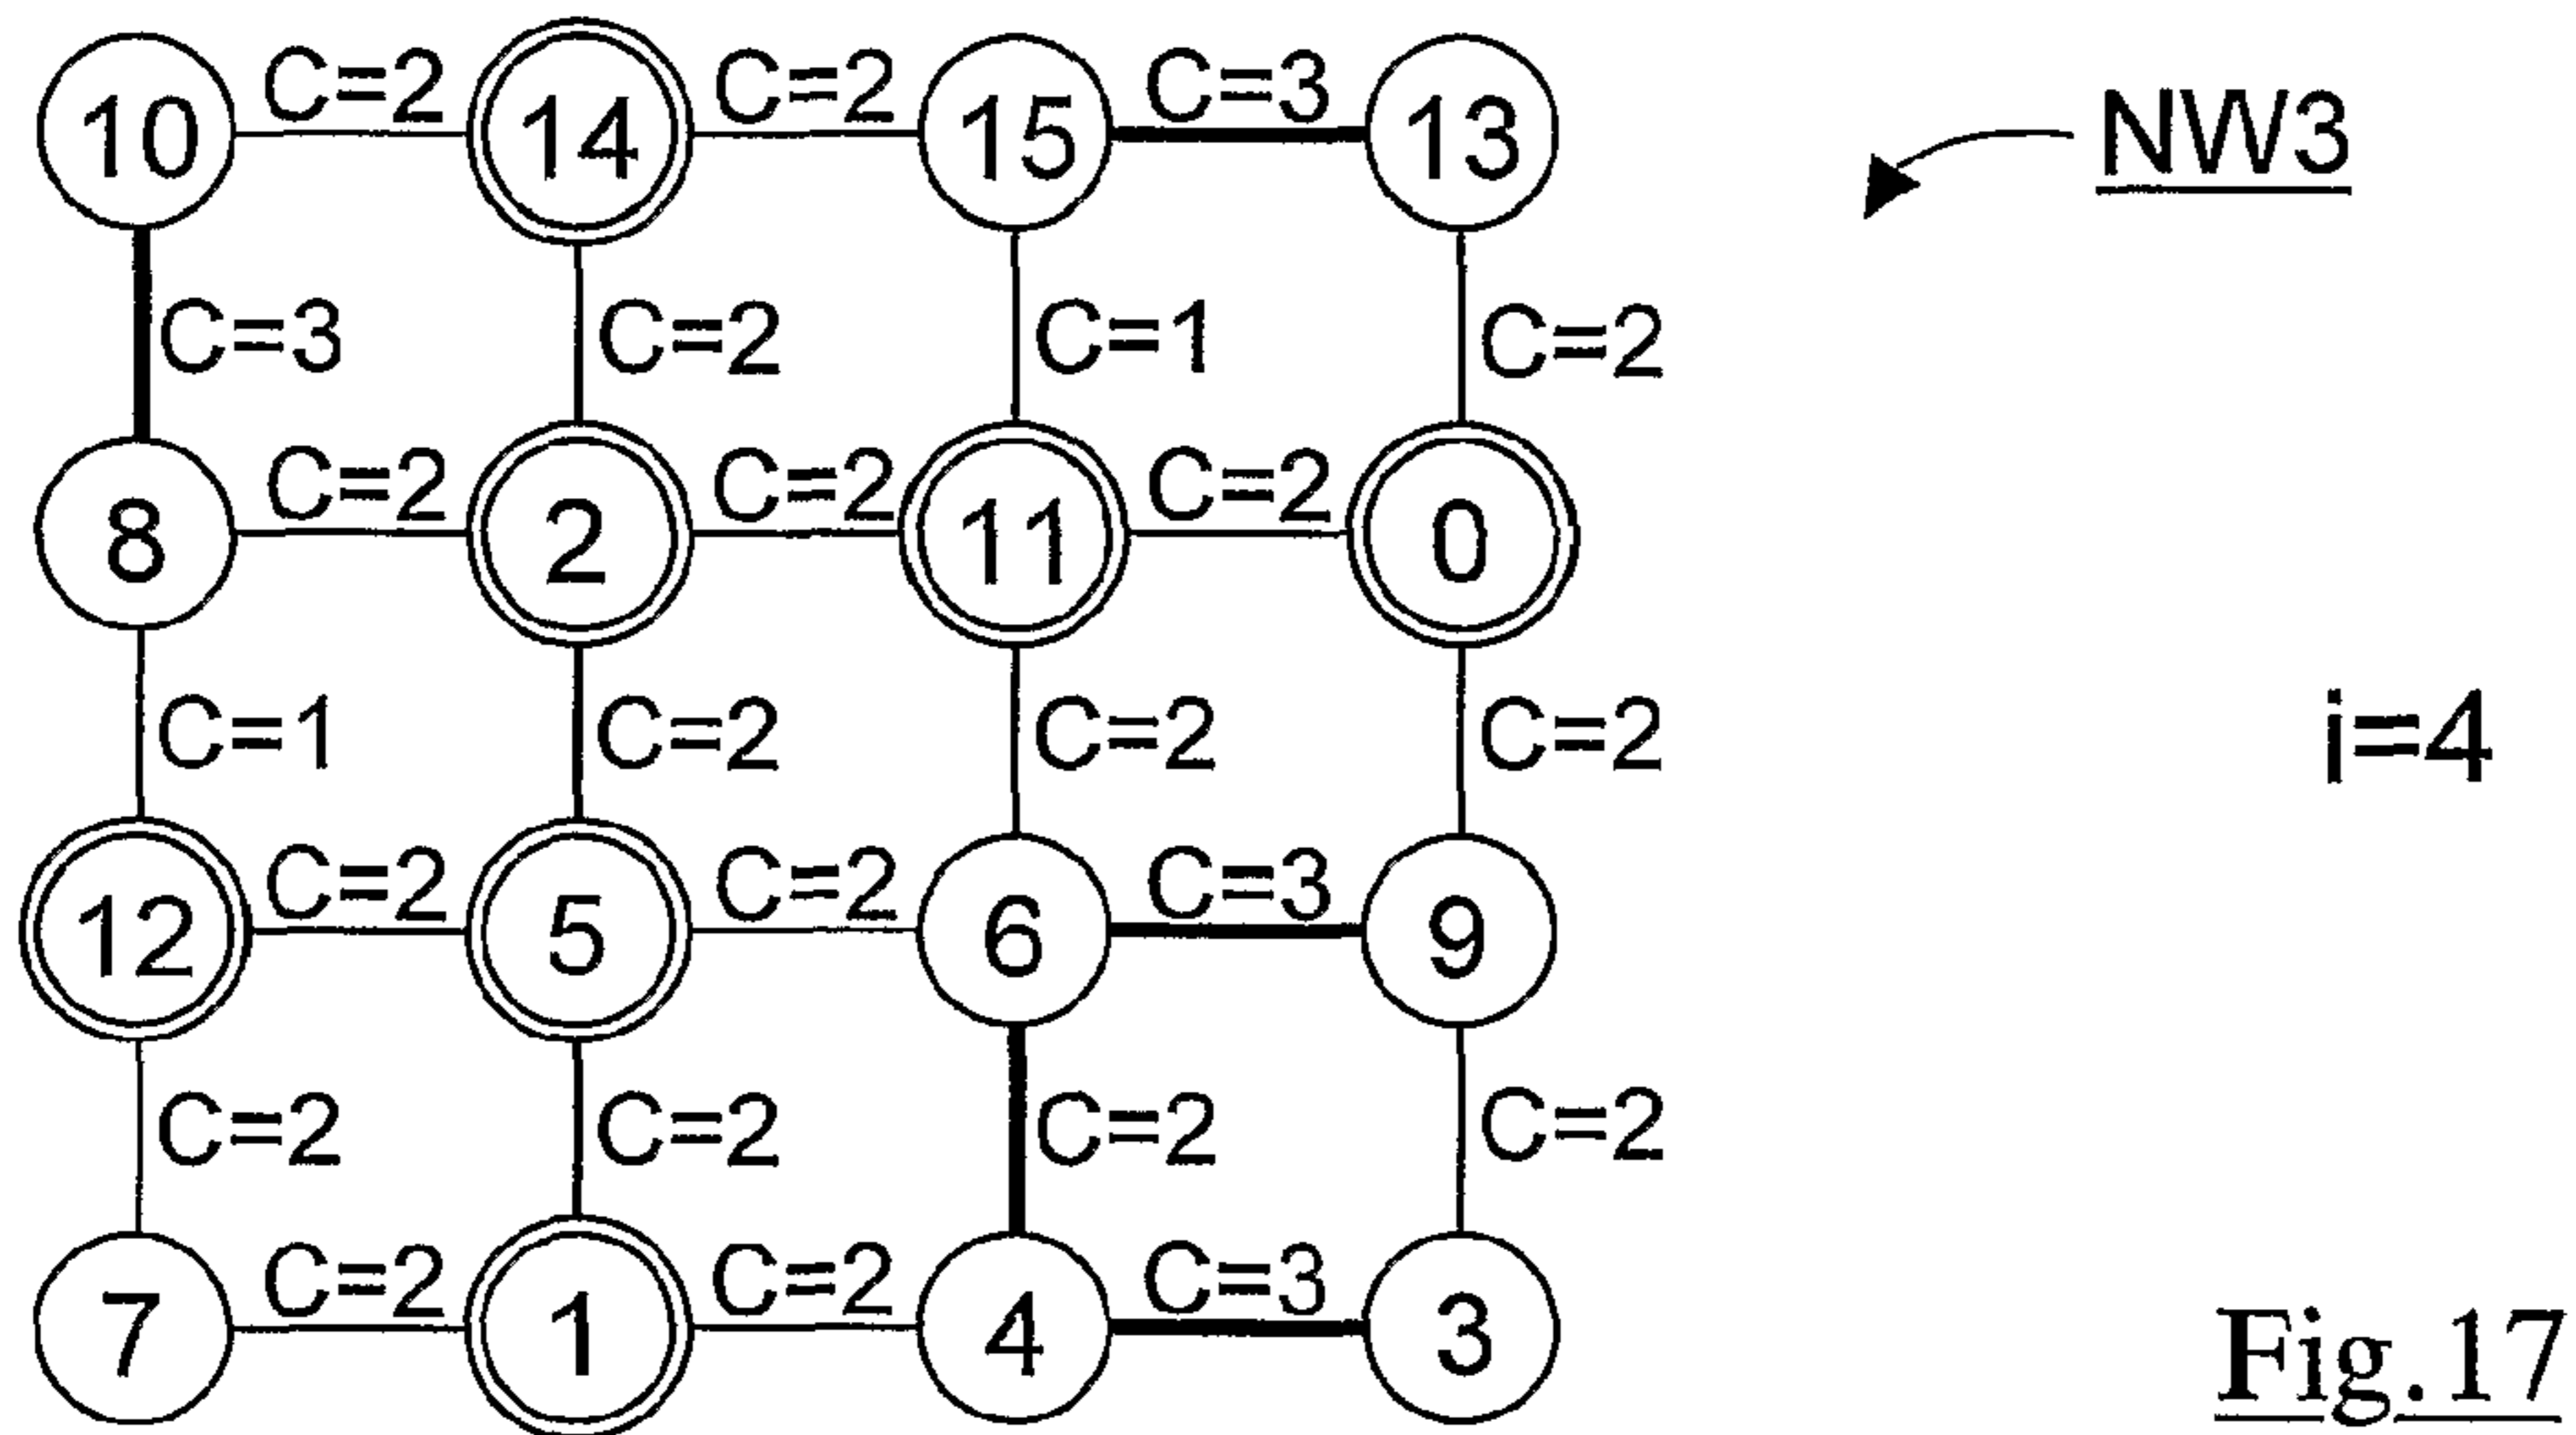 10 C=2 14 C=2 15 C=3 13 NW3
C=3 C=2 C=1 C=2
8 C=2 2 C=2 11 C=2 0
C=1 C=2 C=2 C=2 i=4
12 C=2 5 C=2 6 C=3 9
C=2 C=2 C=2 C=2
7 C=2 1 C=2 4 C=3 3
Fig.17